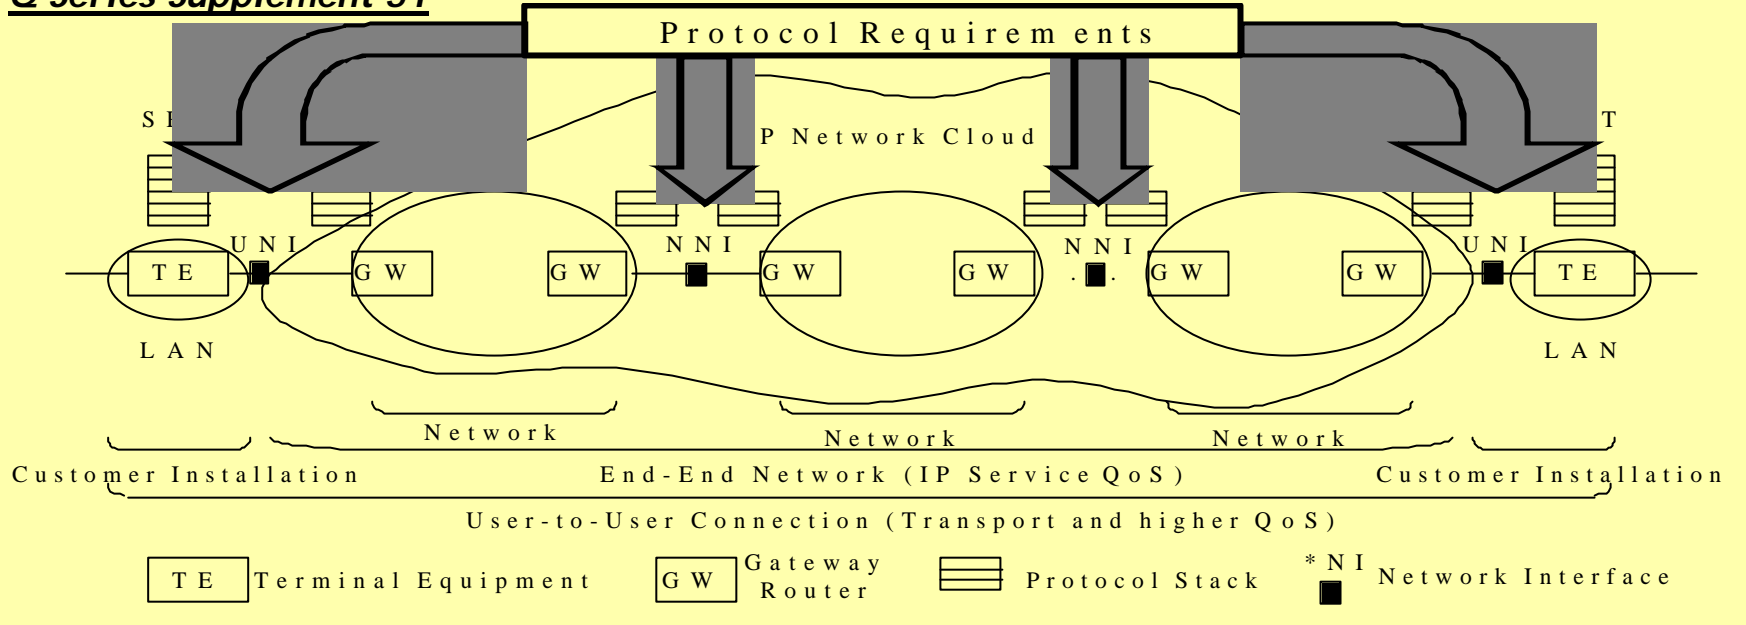 Q Series Supplement 51
Protocol Requirements
P Network Cloud
T
UNI
NNI
NNI
UNI
TE
GW
GW
GW
GW
. .
GW
GW
TE
LAN
LAN
Network
Network
Network
Customer Installation
End-End Network (IP Service QoS)
Customer Installation
User-to-User Connection (Transport and higher QoS)
TE
Terminal Equipment
GW
Gateway
Router
Protocol Stack
*NI
Network Interface